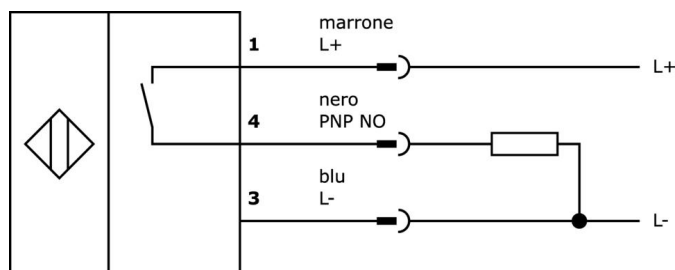 marrone
1 L+
L+
nero
4 PNP NO
blu
3 L-
L-